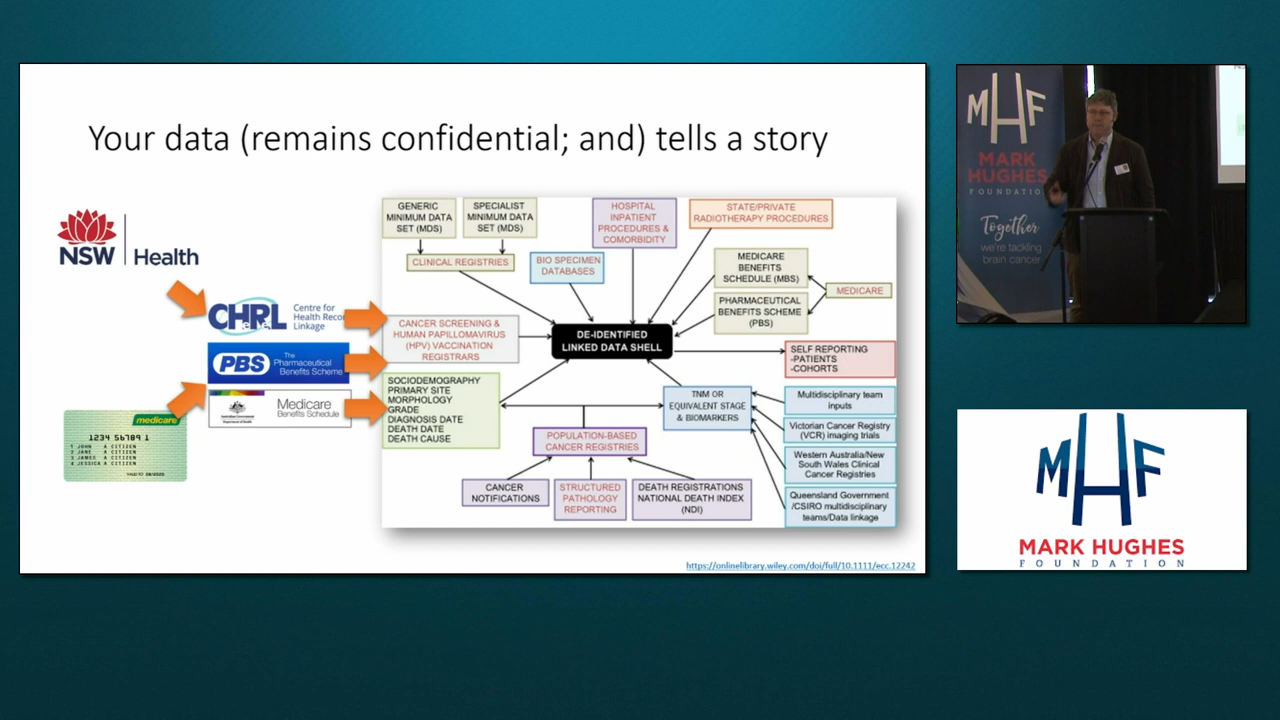 Your data (remains confidential; and) tells a story
NSW
Health
CHRL
Centre for
Health Reco
Linkage
PBS
The
Pharmaceutical
Benefits Scheme
Medicare
Benefits Schedule
medicare
1234 56789 1
1 JOHN A CITIZEN
2 JANE A CITIZEN
3 JAMES A CITIZEN
4 JESSICA A CITIZEN
GENERIC
MINIMUM DATA
SET (MDS)
SPECIALIST
MINIMUM DATA
SET (MDS)
CLINICAL REGISTRIES
BIO SPECIMEN
DATABASES
HOSPITAL
INPATIENT
PROCEDURES &
COMORBIDITY
STATE/PRIVATE
RADIOTHERAPY PROCEDURES
MEDICARE
BENEFITS
SCHEDULE (MBS)
PHARMACEUTICAL
BENEFITS SCHEME
(PBS)
MEDICARE
CANCER SCREENING &
HUMAN PAPILLOMAVIRUS
(HPV) VACCINATION
REGISTRARS
DE-IDENTIFIED
LINKED DATA SHELL
SELF REPORTING
-PATIENTS
-COHORTS
SOCIODEMOGRAPHY
PRIMARY SITE
MORPHOLOGY
GRADE
DIAGNOSIS DATE
DEATH DATE
DEATH CAUSE
TNM OR
EQUIVALENT STAGE
& BIOMARKERS
Multidisciplinary team
inputs
Victorian Cancer Registry
(VCR) imaging trials
Western Australia/New
South Wales Clinical
Cancer Registries
Queensland Government
/CSIRO multidisciplinary
teams/Data linkage
POPULATION-BASED
CANCER REGISTRIES
CANCER
NOTIFICATIONS
STRUCTURED
PATHOLOGY
REPORTING
DEATH REGISTRATIONS
NATIONAL DEATH INDEX
(NDI)
https://onlinelibrary.wiley.com/doi/full/10.1111/ecc.12242
MHF
MARK
HUGHES
FOUNDATIO
Together
we're tackling
brain cancer
MHF
MARK HUGHES
FOUNDATION